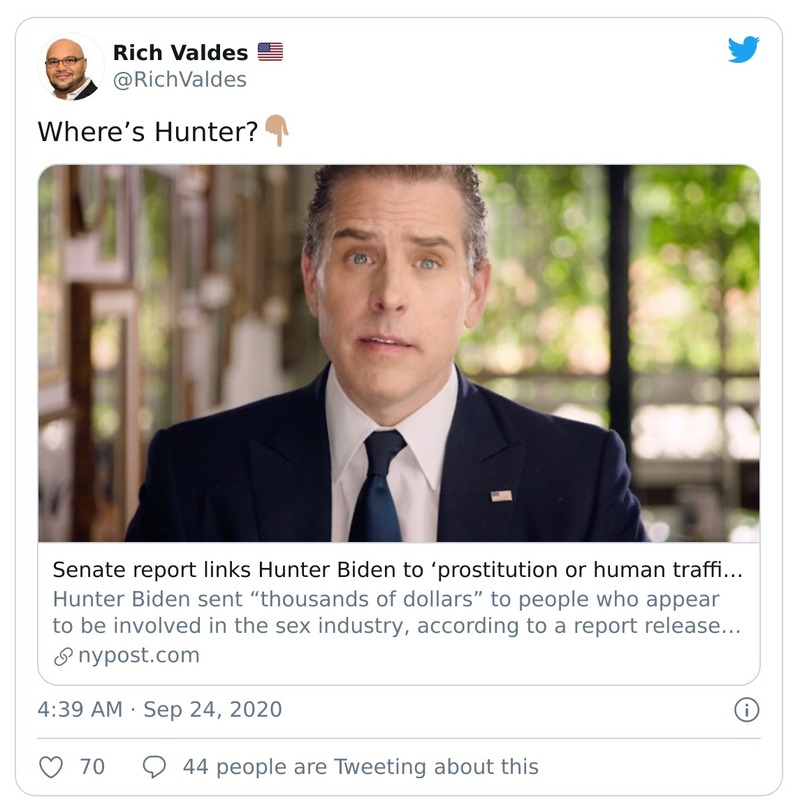 Rich Valdes 🇺🇸
@RichValdes
Where’s Hunter?👇🏽
Senate report links Hunter Biden to ‘prostitution or human traffi...
Hunter Biden sent “thousands of dollars” to people who appear
to be involved in the sex industry, according to a report release...
nypost.com
4:39 AM · Sep 24, 2020
70
44 people are Tweeting about this